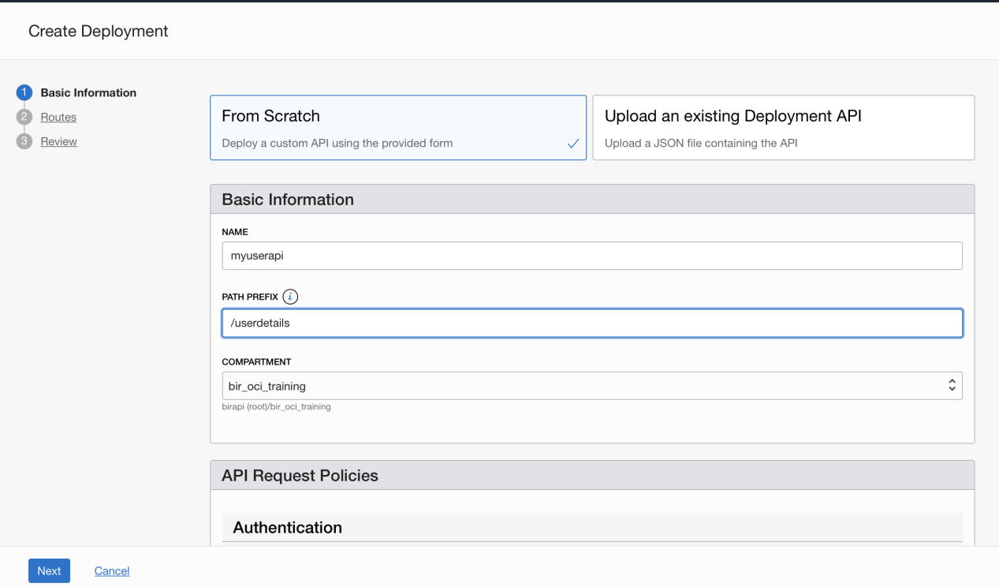 Create Deployment
1 Basic Information
2 Routes
3 Review
From Scratch
Deploy a custom API using the provided form
Upload an existing Deployment API
Upload a JSON file containing the API
Basic Information
NAME
myuserapi
PATH PREFIX i
/userdetails
COMPARTMENT
bir_oci_training
birapi (root)/bir_oci_training
API Request Policies
Authentication
Next Cancel